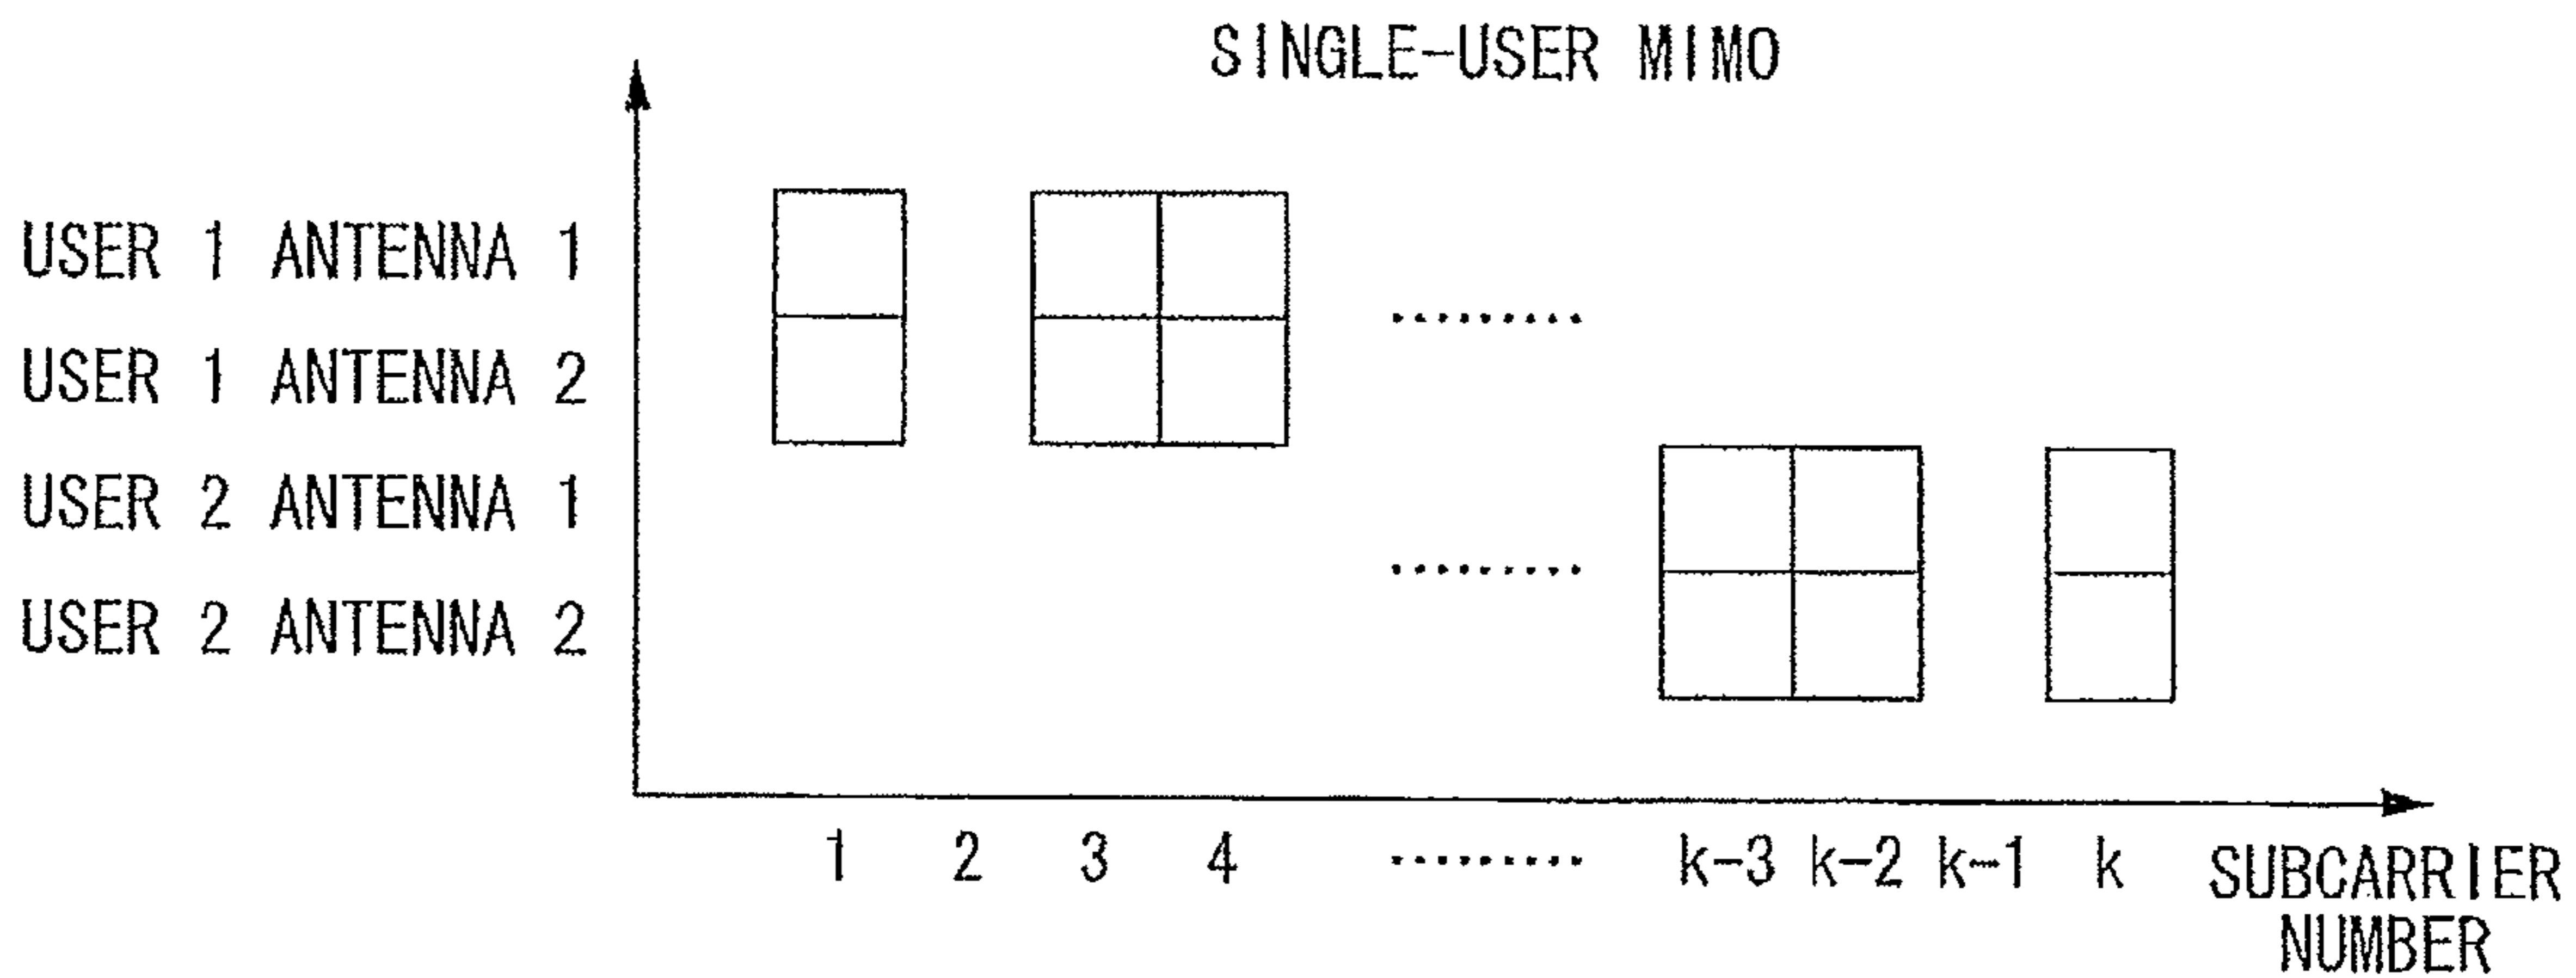 SINGLE-USER MIMO
USER 1 ANTENNA 1
USER 1 ANTENNA 2
USER 2 ANTENNA 1
USER 2 ANTENNA 2
1 2 3 4 ......... k-3 k-2 k-1 k SUBCARRIER
NUMBER